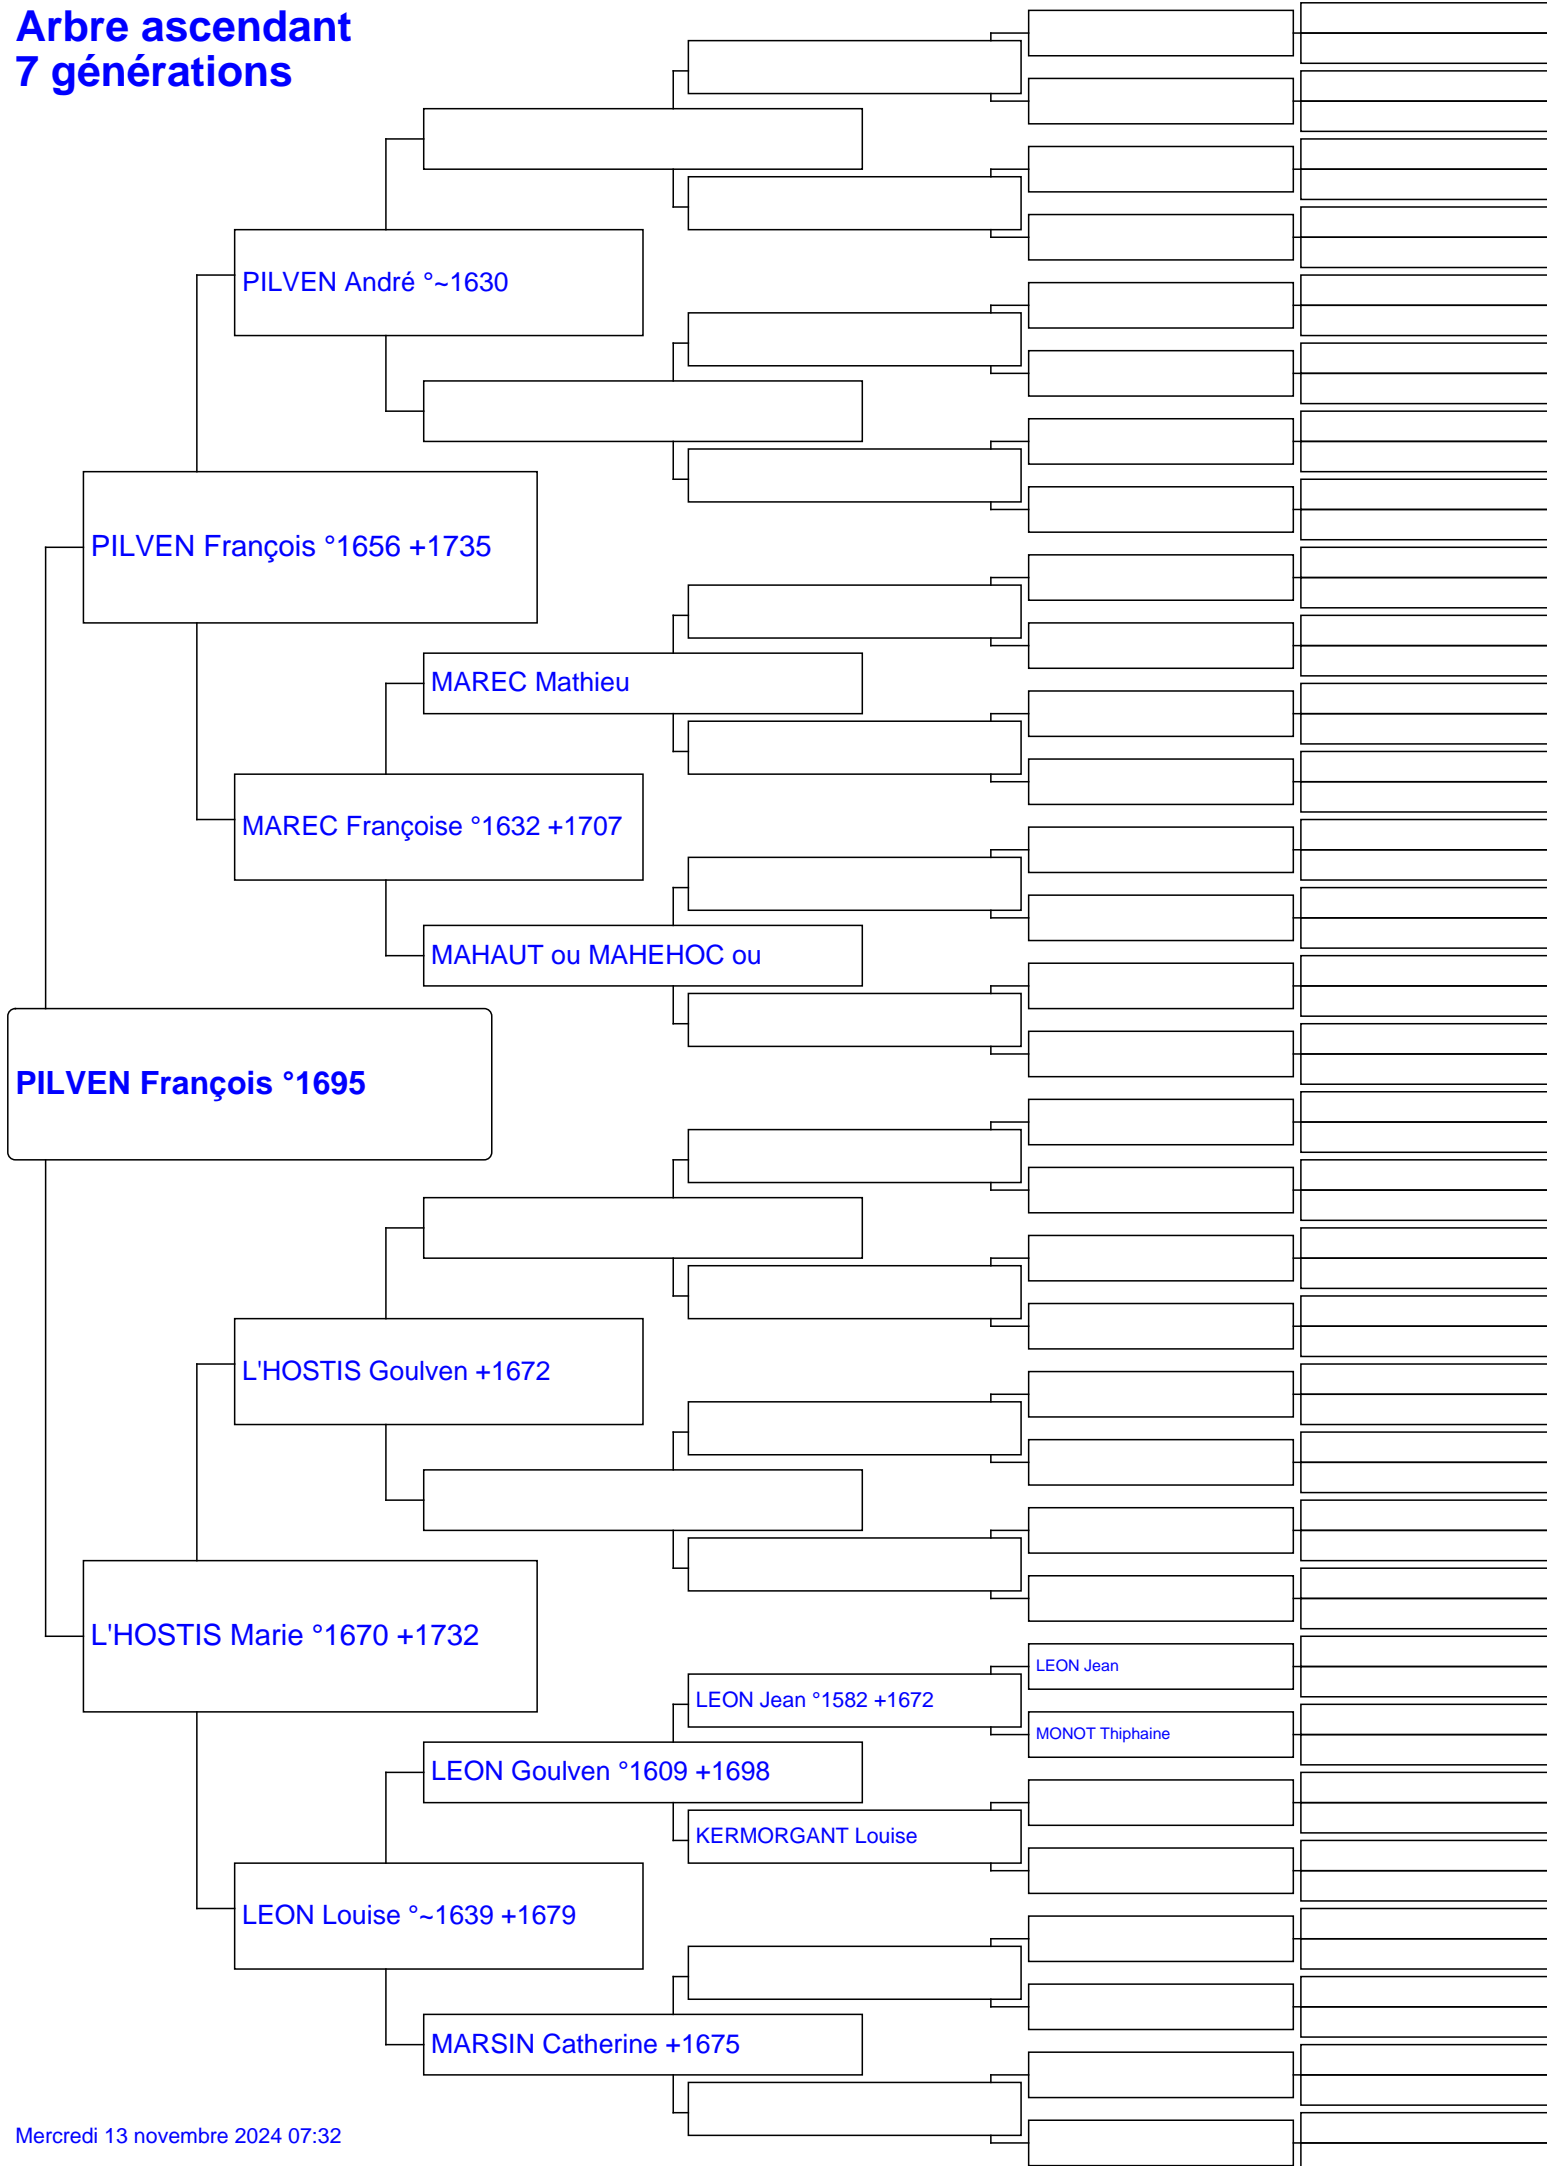 Arbre ascendant
7 générations
PILVEN André °~1630
PILVEN François °1656 +1735
MAREC Mathieu
MAREC Françoise °1632 +1707
MAHAUT ou MAHEHOC ou
PILVEN François °1695
L'HOSTIS Goulven +1672
L'HOSTIS Marie °1670 +1732
LEON Jean
LEON Jean °1582 +1672
MONOT Thiphaine
LEON Goulven °1609 +1698
KERMORGANT Louise
LEON Louise °~1639 +1679
MARSIN Catherine +1675
Mercredi 13 novembre 2024 07:32